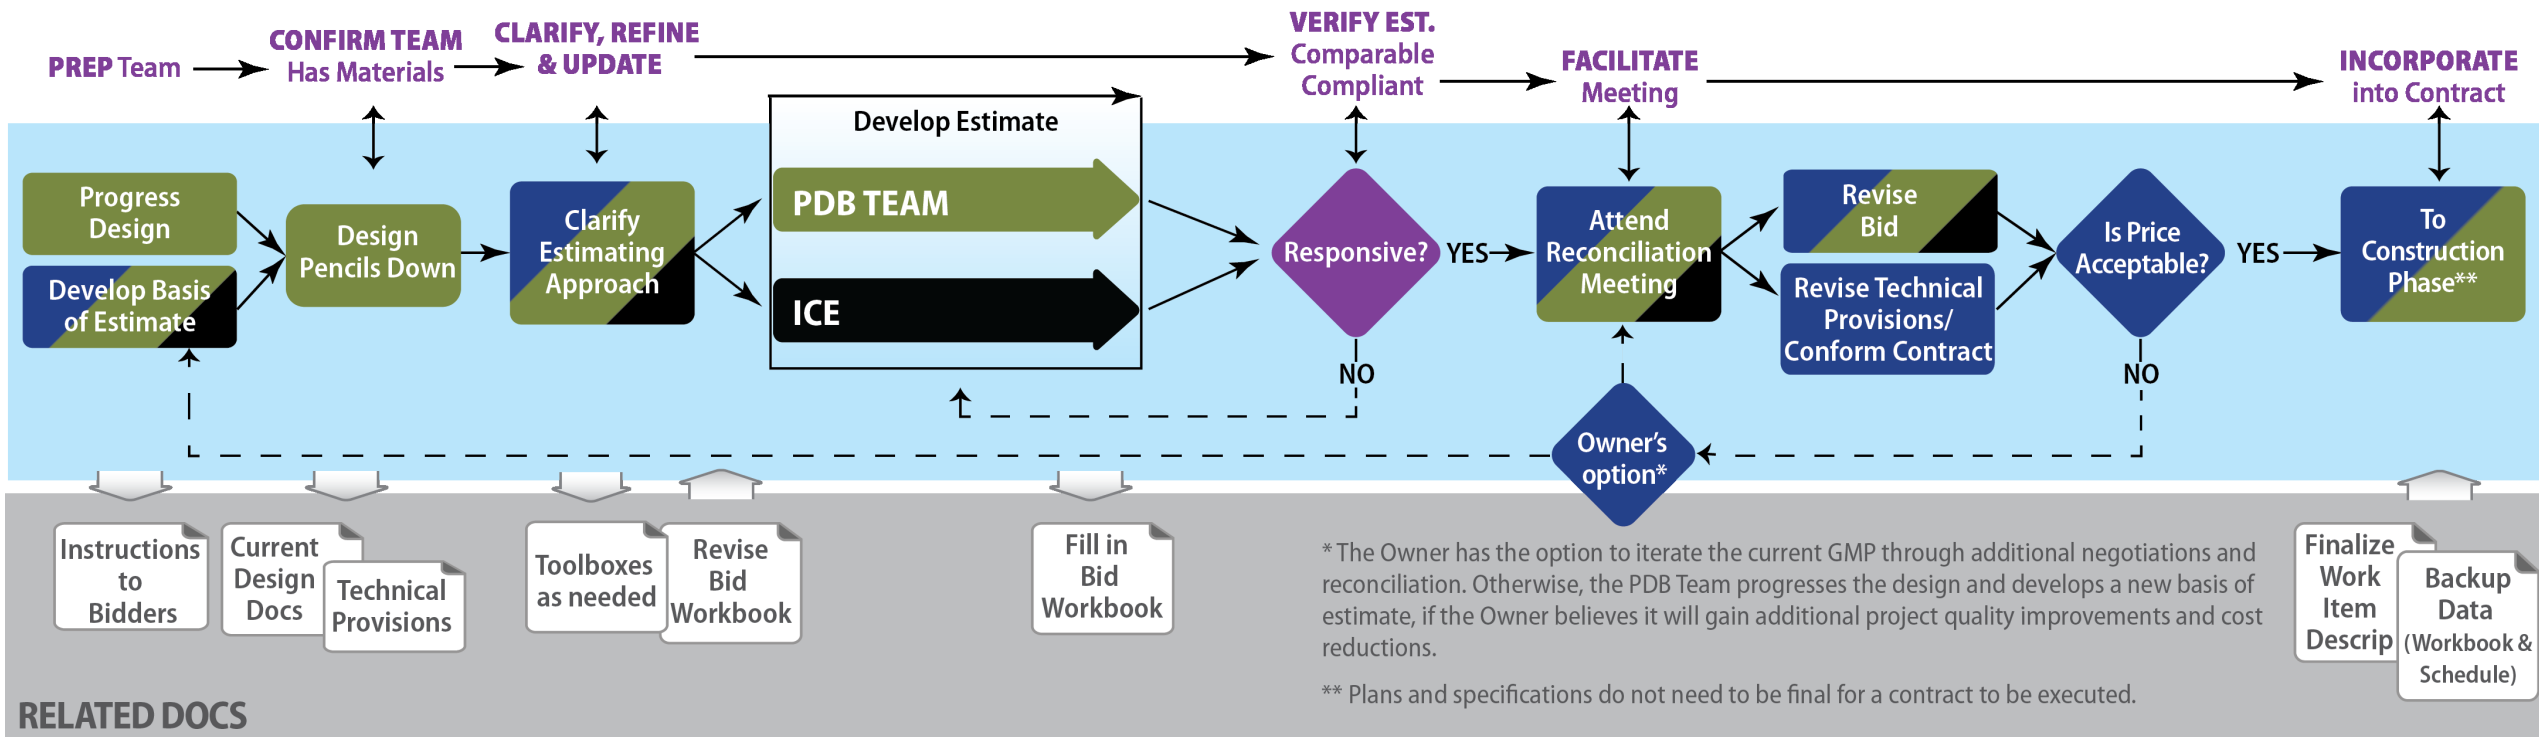 PREP Team
CONFIRM TEAM
Has Materials
CLARIFY, REFINE
& UPDATE
VERIFY EST.
Comparable
Compliant
FACILITATE
Meeting
INCORPORATE
into Contract
Progress
Design
Develop Basis
of Estimate
Design
Pencils Down
Clarify
Estimating
Approach
Develop Estimate
PDB TEAM
ICE
Responsive?
YES
NO
Attend
Reconciliation
Meeting
Revise
Bid
Revise Technical
Provisions/
Conform Contract
Is Price
Acceptable?
YES
NO
To
Construction
Phase**
Owner's
option*
Instructions
to
Bidders
Current
Design
Docs
Technical
Provisions
Toolboxes
as needed
Revise
Bid
Workbook
Fill in
Bid
Workbook
* The Owner has the option to iterate the current GMP through additional negotiations and
reconciliation. Otherwise, the PDB Team progresses the design and develops a new basis of
estimate, if the Owner believes it will gain additional project quality improvements and cost
reductions.
** Plans and specifications do not need to be final for a contract to be executed.
Finalize
Work
Item
Descrip
Backup
Data
(Workbook &
Schedule)
RELATED DOCS